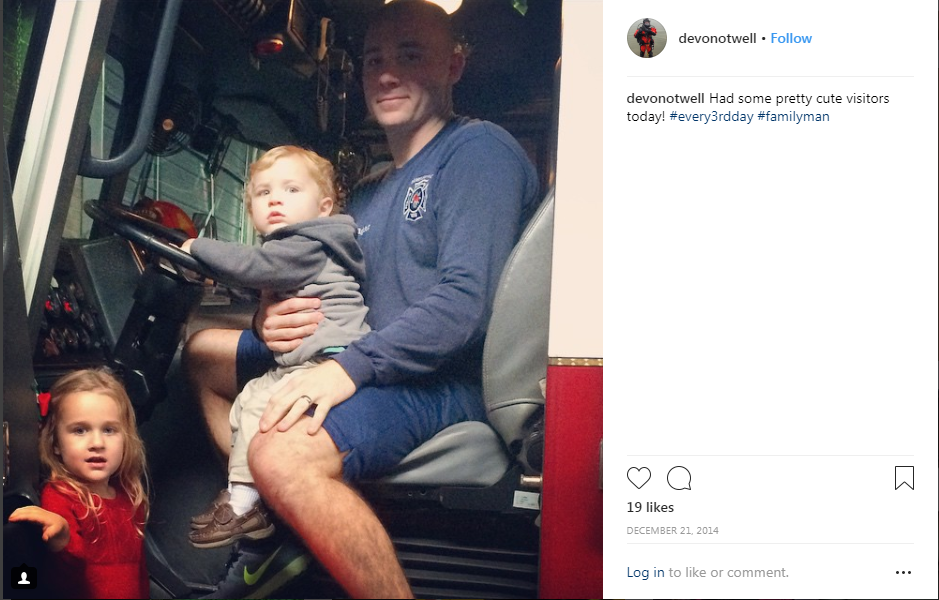 devonotwell • Follow
devonotwell Had some pretty cute visitors
today! #every3rdday #familyman
19 likes
DECEMBER 21, 2014
Log in to like or comment.